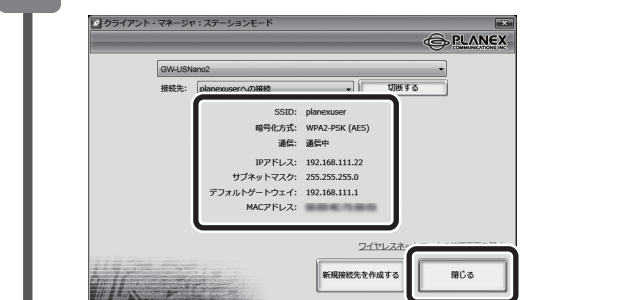 クライアント・マネージャ：ステーションモード
PLANEX
COMMUNICATIONS INC.
GW-USNano2
接続先: planexuserへの接続 切断する
SSID: planexuser
暗号化方式: WPA2-PSK (AES)
通信: 通信中
IPアドレス: 192.168.111.22
サブネットマスク: 255.255.255.0
デフォルトゲートウェイ: 192.168.111.1
MACアドレス:
ワイヤレスネット
新規接続先を作成する 閉じる